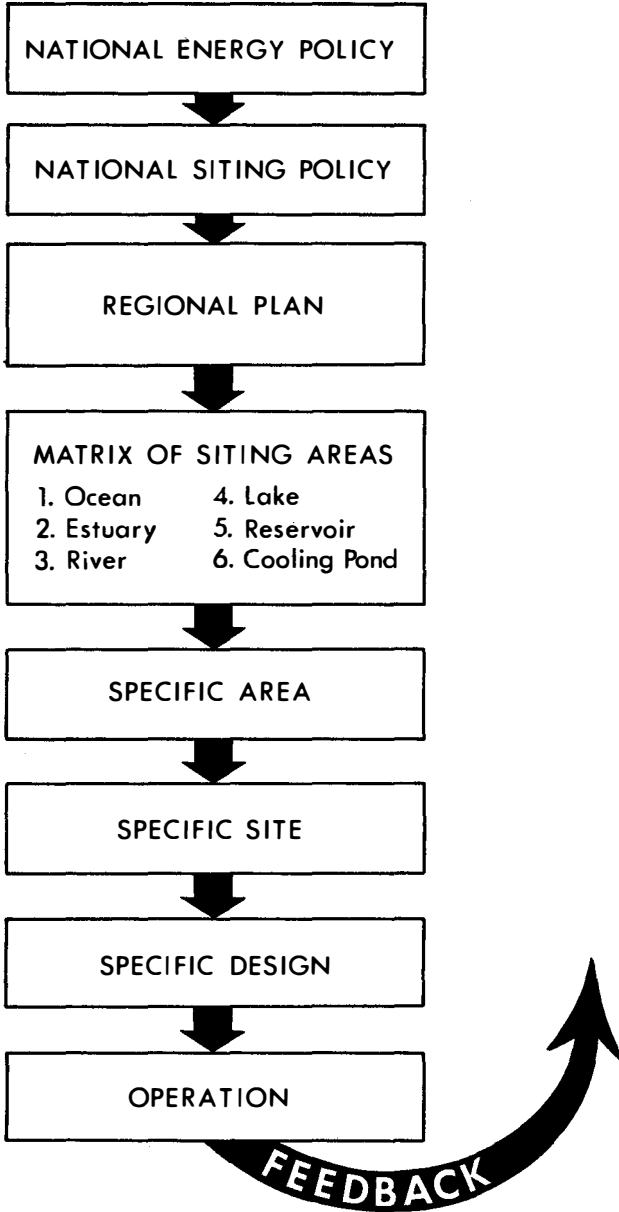 NATIONAL ENERGY POLICY
NATIONAL SITING POLICY
REGIONAL PLAN
MATRIX OF SITING AREAS
1. Ocean
2. Estuary
3. River
4. Lake
5. Reservoir
6. Cooling Pond
SPECIFIC AREA
SPECIFIC SITE
SPECIFIC DESIGN
OPERATION
FEEDBACK